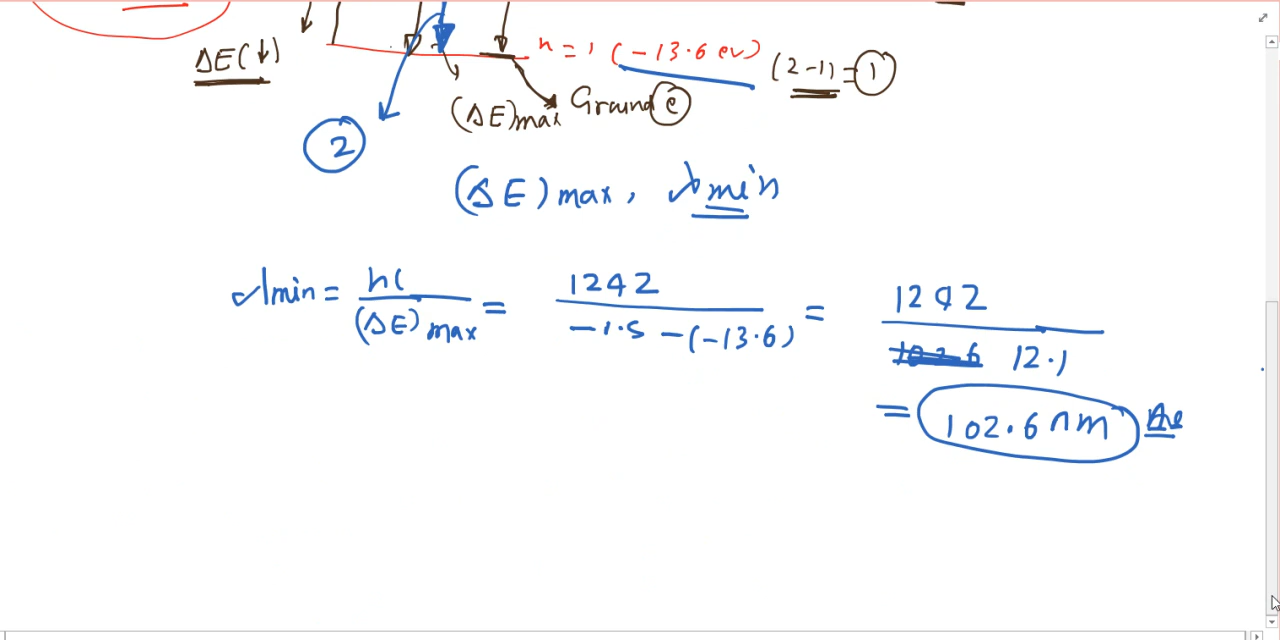 ΔE(↓)
n = 1 (-13.6 ev)
(2-1) = 1
(ΔE)max
Ground e
2
(ΔE)max, λmin
λmin = hc / (ΔE)max = 1242 / -1.5 - (-13.6) = 1242 / 12.1
= 102.6 nm Ans